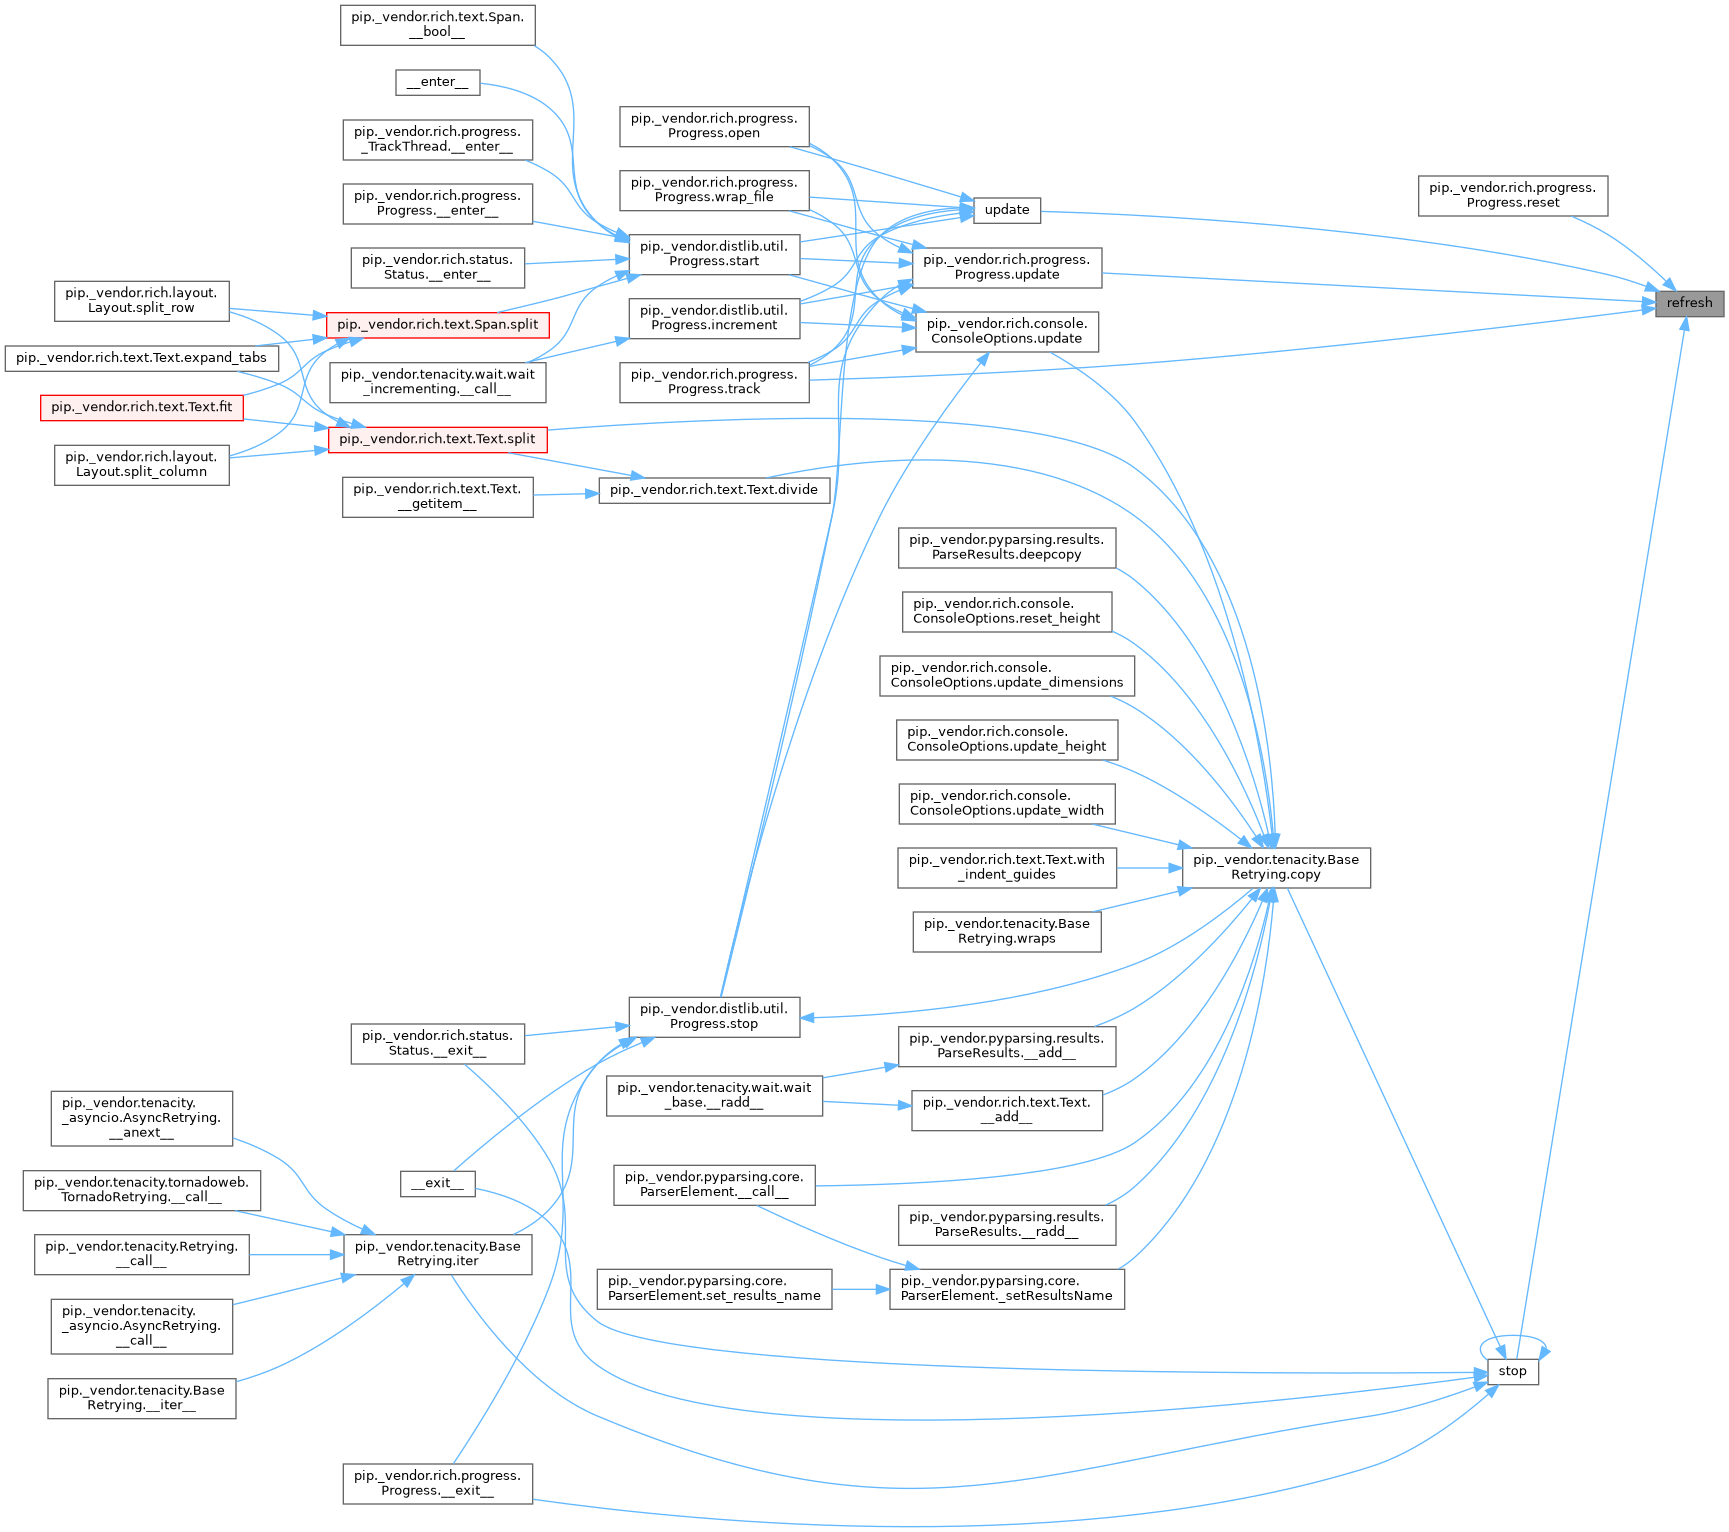 pip._vendor.rich.text.Span.
__bool__
__enter__
pip._vendor.rich.progress.
_TrackThread.__enter__
pip._vendor.rich.progress.
Progress.__enter__
pip._vendor.rich.status.
Status.__enter__
pip._vendor.rich.layout.
Layout.split_row
pip._vendor.rich.text.Span.split
pip._vendor.rich.text.Text.expand_tabs
pip._vendor.tenacity.wait.wait
_incrementing.__call__
pip._vendor.rich.text.Text.fit
pip._vendor.rich.text.Text.split
pip._vendor.rich.layout.
Layout.split_column
pip._vendor.rich.text.Text.
__getitem__
pip._vendor.rich.progress.
Progress.open
pip._vendor.rich.progress.
Progress.wrap_file
pip._vendor.distlib.util.
Progress.start
pip._vendor.distlib.util.
Progress.increment
pip._vendor.rich.progress.
Progress.track
pip._vendor.rich.text.Text.divide
update
pip._vendor.rich.progress.
Progress.update
pip._vendor.rich.console.
ConsoleOptions.update
pip._vendor.rich.progress.
Progress.reset
refresh
pip._vendor.pyparsing.results.
ParseResults.deepcopy
pip._vendor.rich.console.
ConsoleOptions.reset_height
pip._vendor.rich.console.
ConsoleOptions.update_dimensions
pip._vendor.rich.console.
ConsoleOptions.update_height
pip._vendor.rich.console.
ConsoleOptions.update_width
pip._vendor.rich.text.Text.with
_indent_guides
pip._vendor.tenacity.Base
Retrying.copy
pip._vendor.tenacity.Base
Retrying.wraps
pip._vendor.distlib.util.
Progress.stop
pip._vendor.rich.status.
Status.__exit__
pip._vendor.pyparsing.results.
ParseResults.__add__
pip._vendor.tenacity.wait.wait
_base.__radd__
pip._vendor.rich.text.Text.
__add__
pip._vendor.tenacity.
_asyncio.AsyncRetrying.
__anext__
__exit__
pip._vendor.pyparsing.core.
ParserElement.__call__
pip._vendor.tenacity.tornadoweb.
TornadoRetrying.__call__
pip._vendor.pyparsing.results.
ParseResults.__radd__
pip._vendor.tenacity.Retrying.
__call__
pip._vendor.tenacity.Base
Retrying.iter
pip._vendor.pyparsing.core.
ParserElement.set_results_name
pip._vendor.pyparsing.core.
ParserElement._setResultsName
pip._vendor.tenacity.
_asyncio.AsyncRetrying.
__call__
stop
pip._vendor.tenacity.Base
Retrying.__iter__
pip._vendor.rich.progress.
Progress.__exit__